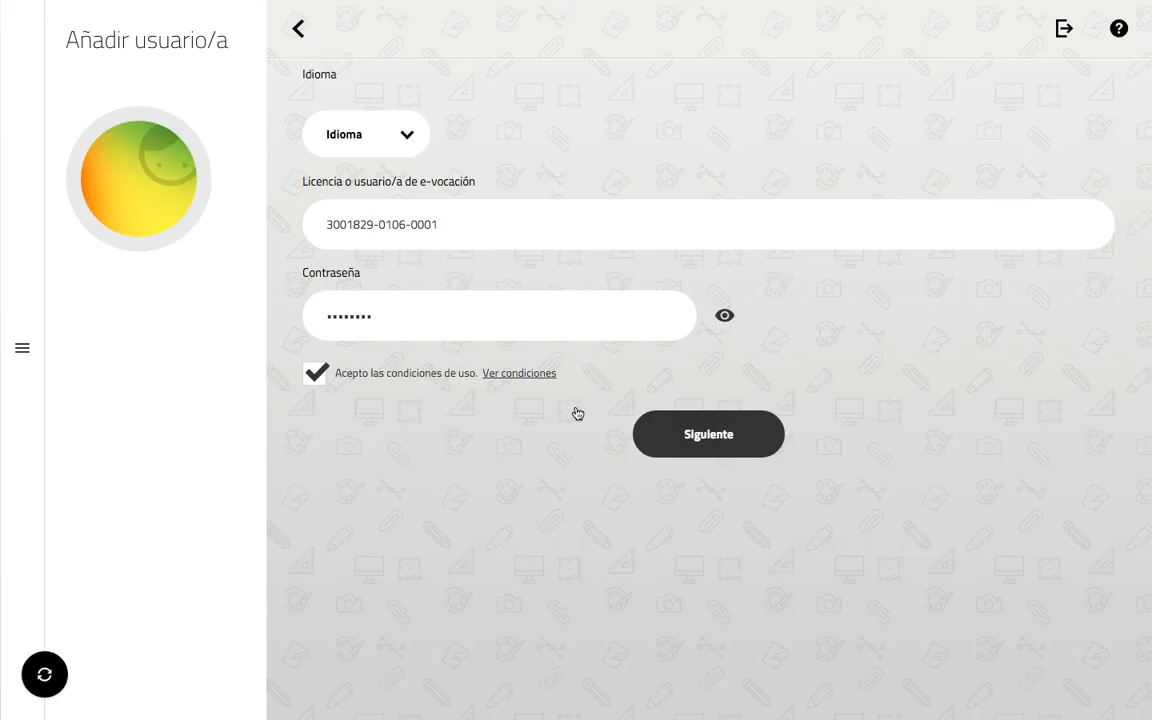 Añadir usuario/a
Idioma
Idioma
Licencia o usuario/a de e-vocación
3001829-0106-0001
Contraseña
••••••••
Acepto las condiciones de uso. Ver condiciones
Siguiente